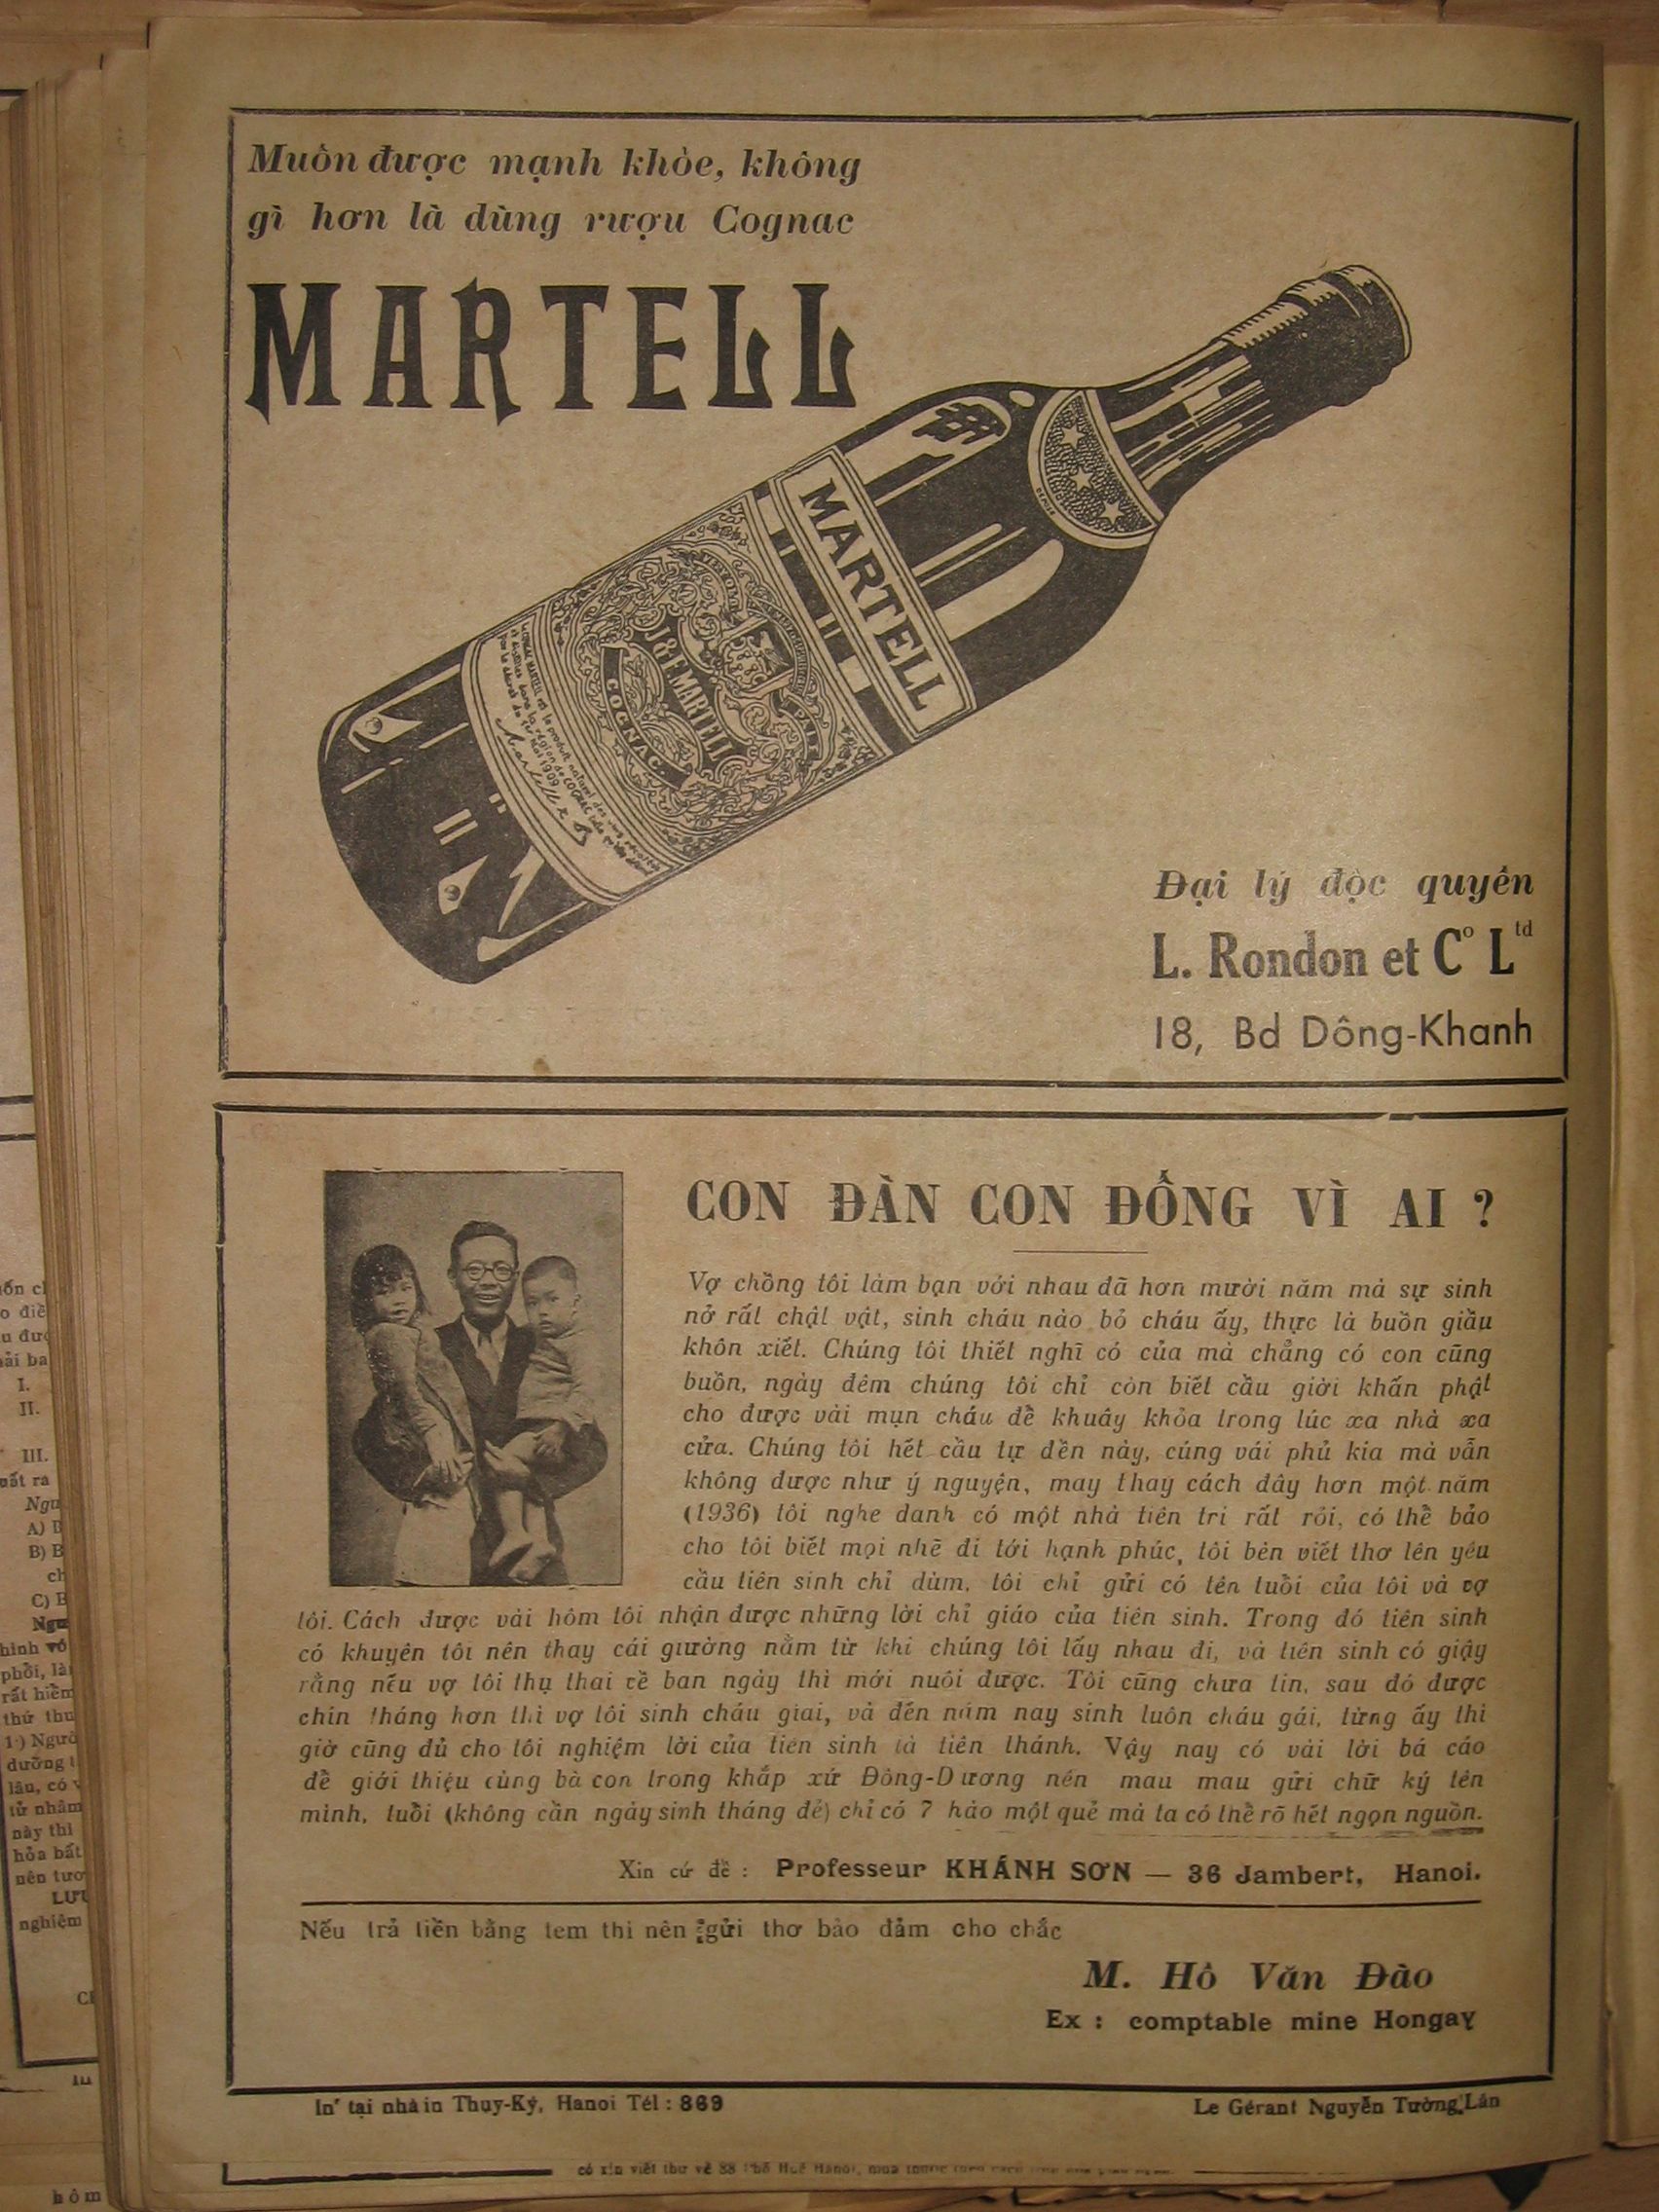 Muôn được mạnh khỏe, không
gì hơn là dùng rượu Cognac
MARTELL
MARTELL
J&F MARTELL
COGNAC.
Đại lý độc quyền
L. Rondon et Cº Ltd
18, Bd Dông-Khanh
CON ĐÀN CON ĐỐNG VÌ AI ?
Vợ chồng tôi làm bạn với nhau đã hơn mười năm mà sự sinh
nở rất chật vật, sinh cháu nào bỏ cháu ấy, thực là buồn giầu
khôn xiết. Chúng tôi thiết nghĩ có của mà chẳng có con cũng
buồn, ngày đêm chúng tôi chỉ còn biết cầu giời khấn phật
cho được vài mụn cháu để khuây khỏa trong lúc xa nhà xa
cửa. Chúng tôi hết cầu tự đền này, cúng vái phủ kia mà vẫn
không được như ý nguyện, may thay cách đây hơn một năm
(1936) tôi nghe danh có một nhà tiên tri rất rỏi, có thể bảo
cho tôi biết mọi nhẽ đi tới hạnh phúc, tôi bèn viết thơ lên yêu
cầu tiên sinh chỉ dùm, tôi chỉ gửi có tên tuổi của tôi và vợ
tôi. Cách được vài hôm tôi nhận được những lời chỉ giáo của tiên sinh. Trong đó tiên sinh
có khuyên tôi nên thay cái giường nằm từ khi chúng tôi lấy nhau đi, và tiên sinh có giậy
rằng nếu vợ tôi thụ thai về ban ngày thì mới nuôi được. Tôi cũng chưa tin, sau đó được
chín tháng hơn thì vợ tôi sinh cháu giai, và đến năm nay sinh luôn cháu gái, từng ấy thì
giờ cũng đủ cho tôi nghiệm lời của tiên sinh là tiên thánh. Vậy nay có vài lời bá cáo
để giới thiệu cùng bà con trong khắp xứ Đông-Dương nên mau mau gửi chữ ký tên
mình, tuổi (không cần ngày sinh tháng đẻ) chỉ có 7 hào một quẻ mà ta có thể rõ hết ngọn nguồn.
Xin cứ đề : Professeur KHÁNH SƠN — 36 Jambert, Hanoi.
Nếu trả tiền bằng tem thì nên gửi thơ bảo đảm cho chắc
M. Hô Văn Đào
Ex : comptable mine Hongay
In tại nhà in Thụy-Ký, Hanoi Tél : 869
Le Gérant Nguyễn Tường Lân
có xin viết thư về 88 Phố Huế Hanoi, mua thuốc